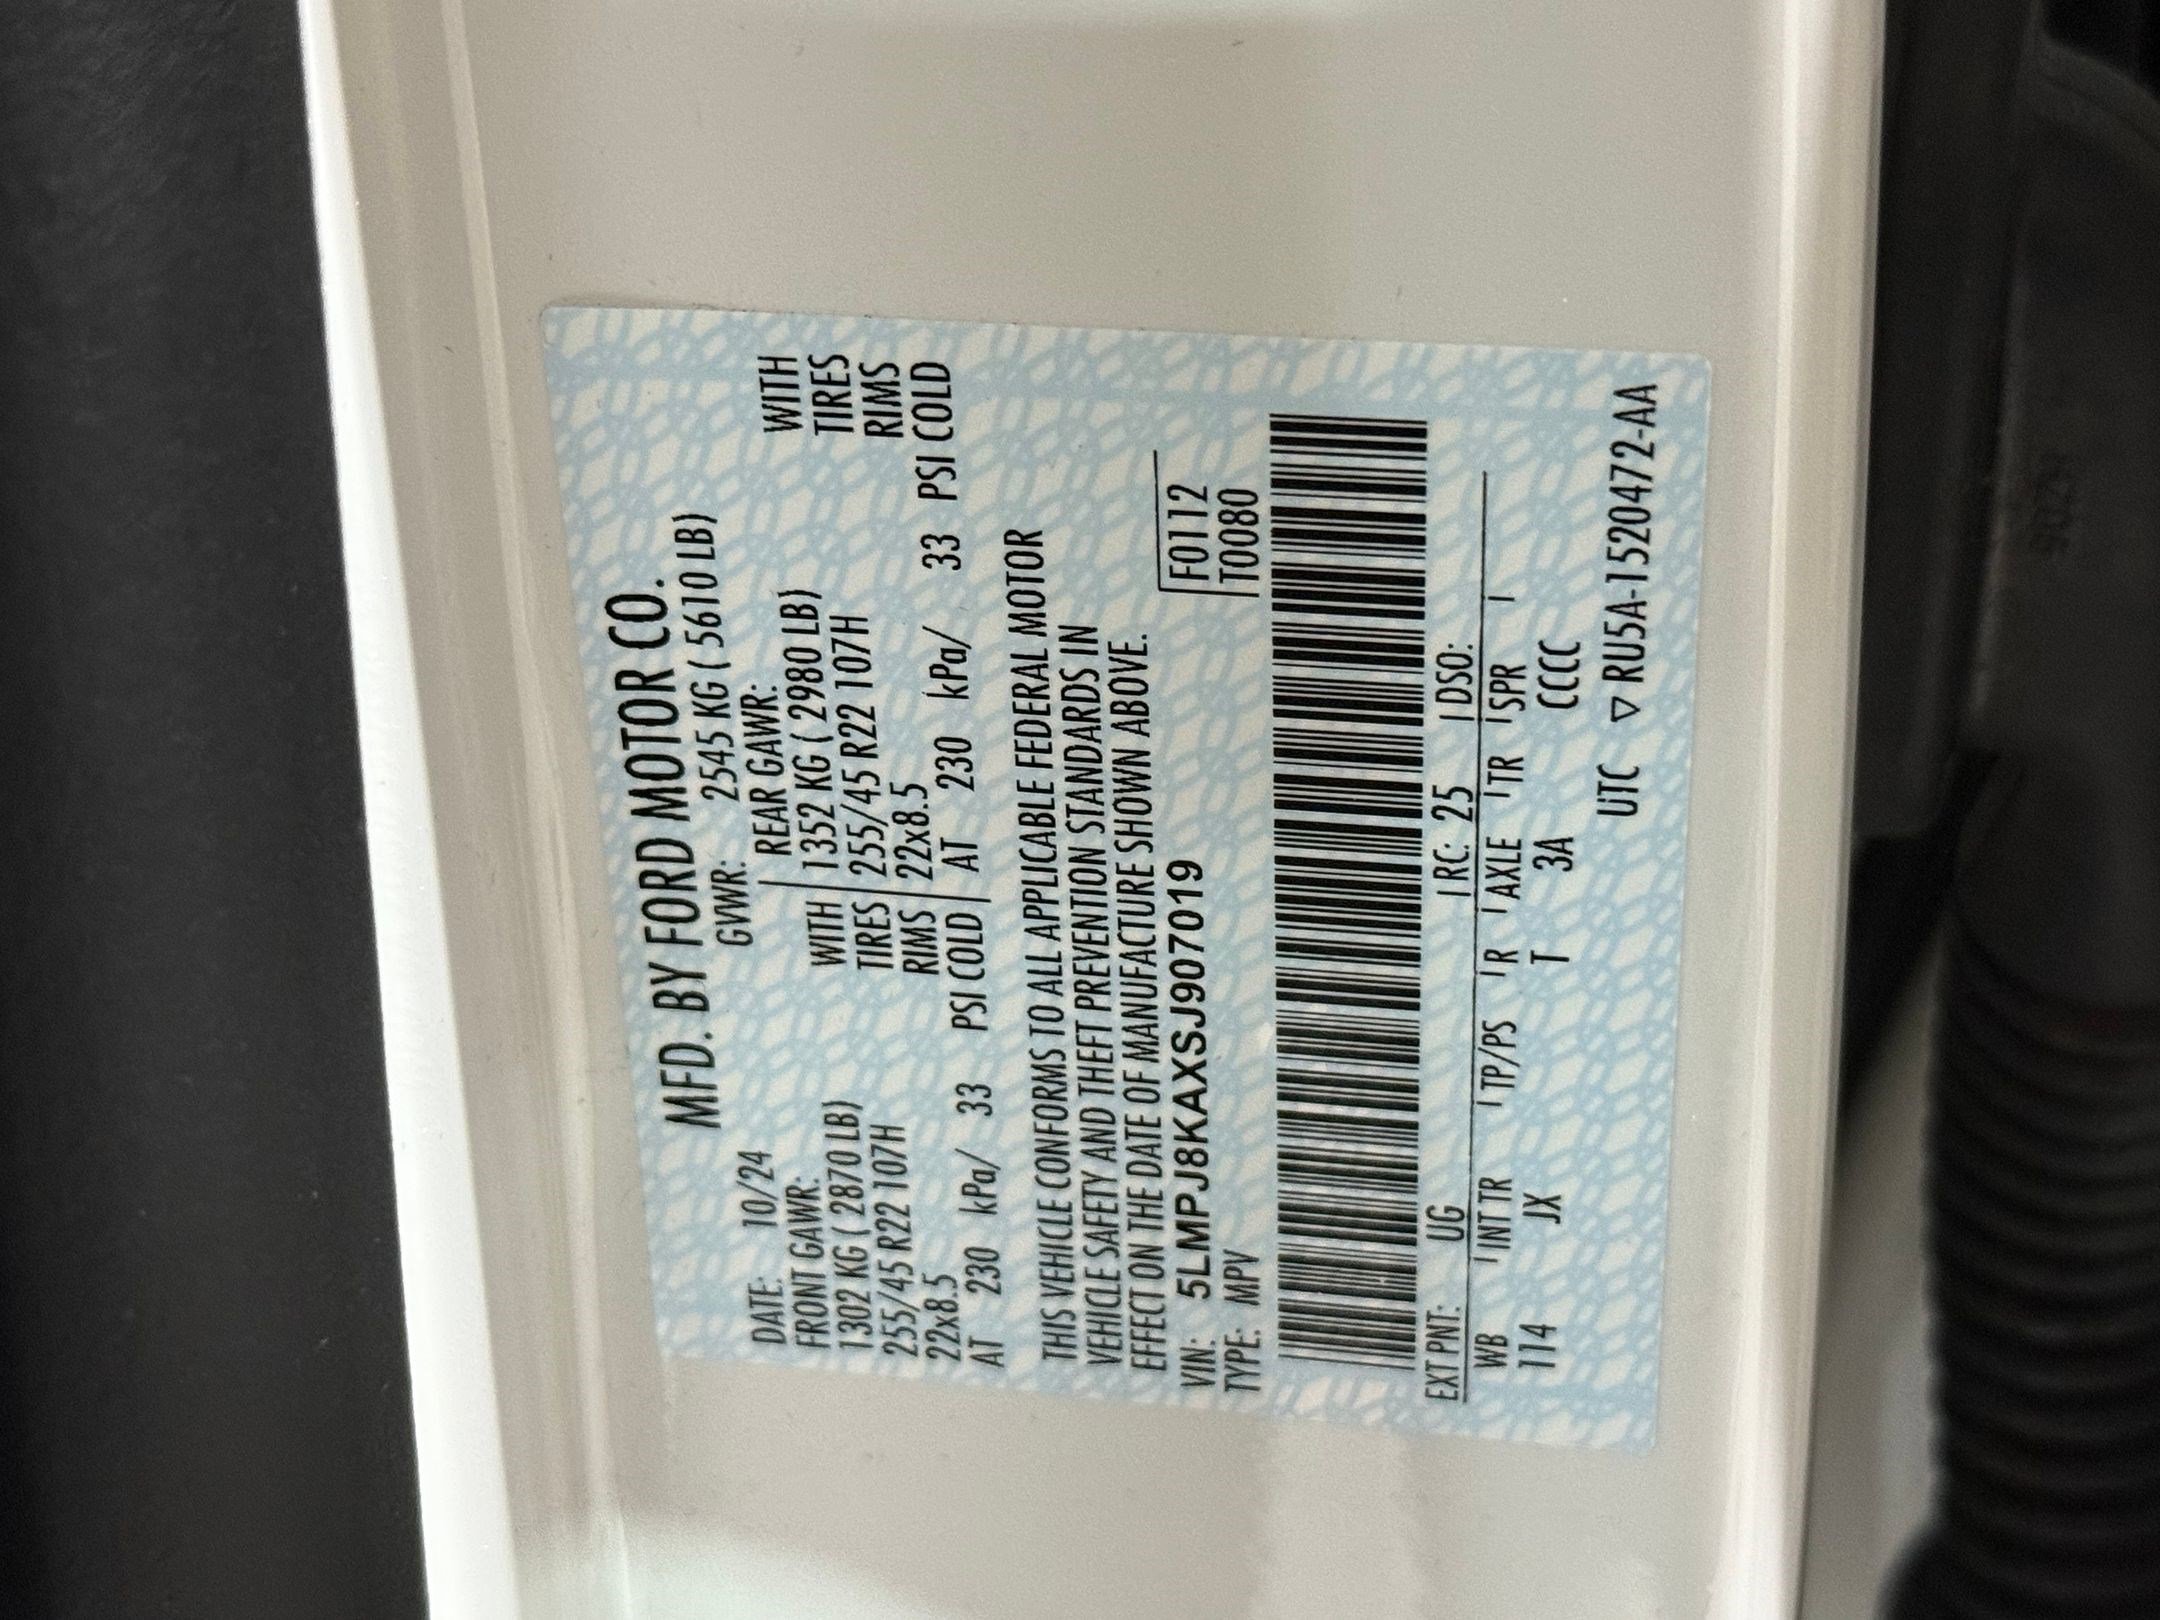 MFD. BY FORD MOTOR CO.
DATE: 10/24 GVWR: 2545 KG ( 5610 LB)
FRONT GAWR: REAR GAWR:
1302 KG ( 2870 LB) WITH 1352 KG ( 2980 LB) WITH
255/45 R22 107H TIRES 255/45 R22 107H TIRES
22x8.5 RIMS 22x8.5 RIMS
AT 230 kPa/ 33 PSI COLD AT 230 kPa/ 33 PSI COLD
THIS VEHICLE CONFORMS TO ALL APPLICABLE FEDERAL MOTOR
VEHICLE SAFETY AND THEFT PREVENTION STANDARDS IN
EFFECT ON THE DATE OF MANUFACTURE SHOWN ABOVE.
VIN: 5LMPJ8KAXSJ907019 F0112
TYPE: MPV T0080
EXT PNT: UG RC: 25 DSO:
WB INT TR TP/PS R AXLE TR SPR
114 JX T 3A CCCC
UTC ▽ RU5A-1520472-AA